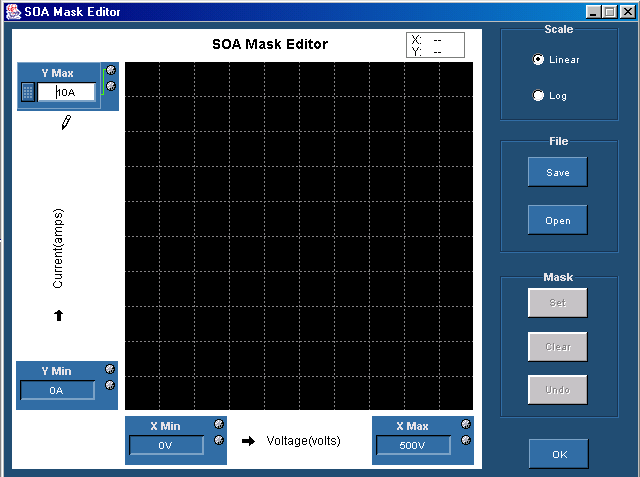 SOA Mask Editor
SOA Mask Editor
X: --
Y: --
Y Max
10A
Current(amps)
Y Min
0A
X Min
0V
Voltage(volts)
X Max
500V
Scale
Linear
Log
File
Save
Open
Mask
Set
Clear
Undo
OK